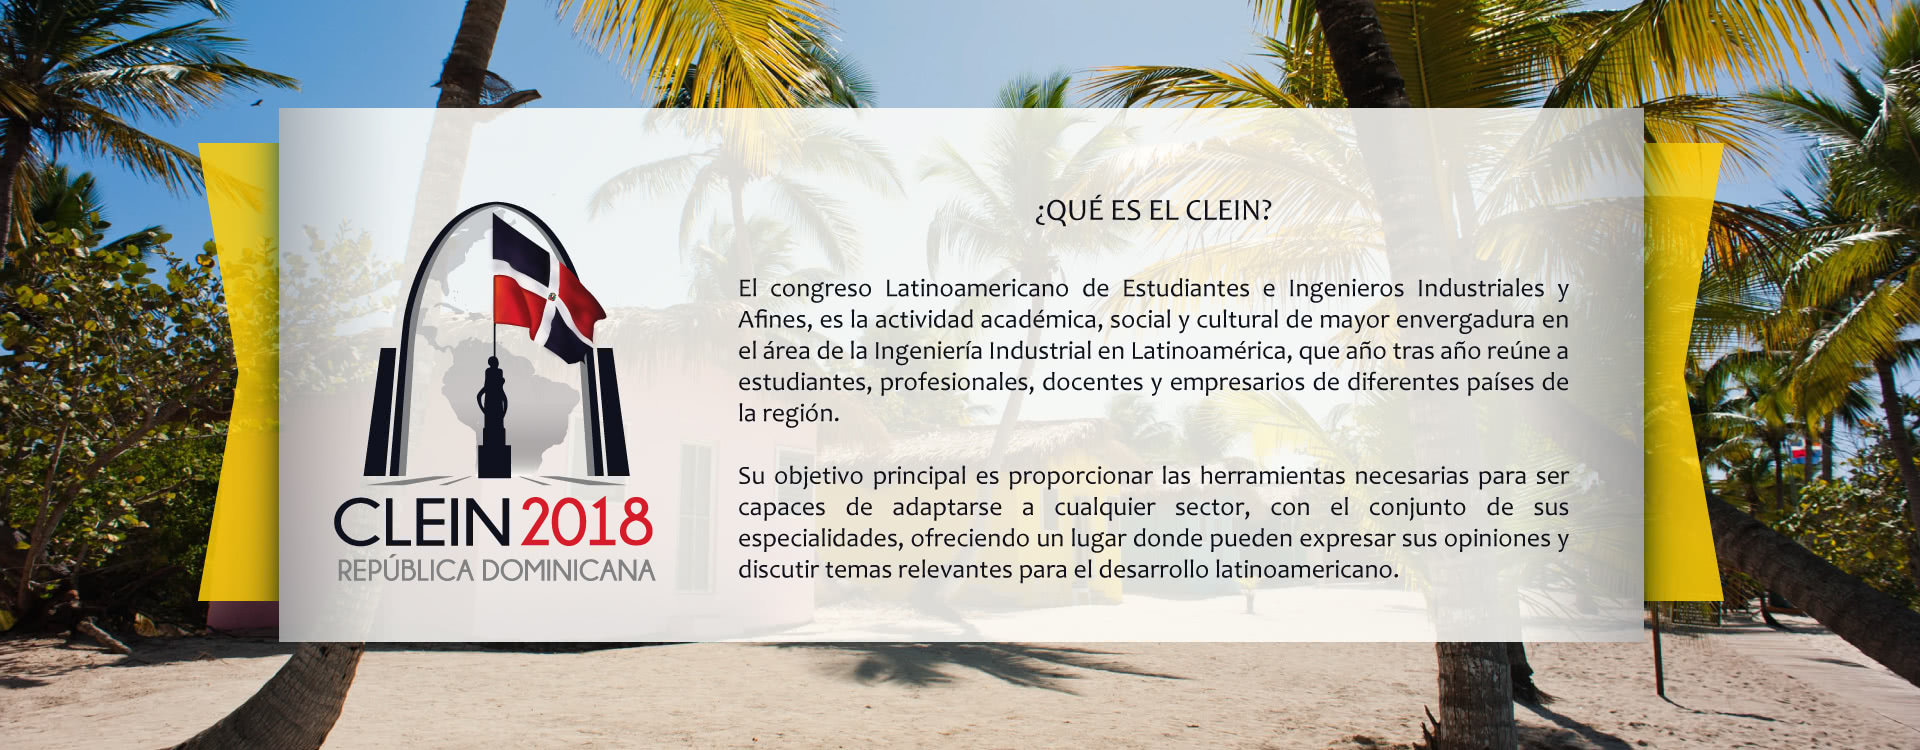 ¿QUÉ ES EL CLEIN?
El congreso Latinoamericano de Estudiantes e Ingenieros Industriales y
Afines, es la actividad académica, social y cultural de mayor envergadura en
el área de la Ingeniería Industrial en Latinoamérica, que año tras año reúne a
estudiantes, profesionales, docentes y empresarios de diferentes países de
la región.
Su objetivo principal es proporcionar las herramientas necesarias para ser
capaces de adaptarse a cualquier sector, con el conjunto de sus
especialidades, ofreciendo un lugar donde pueden expresar sus opiniones y
discutir temas relevantes para el desarrollo latinoamericano.
CLEIN 2018
REPÚBLICA DOMINICANA